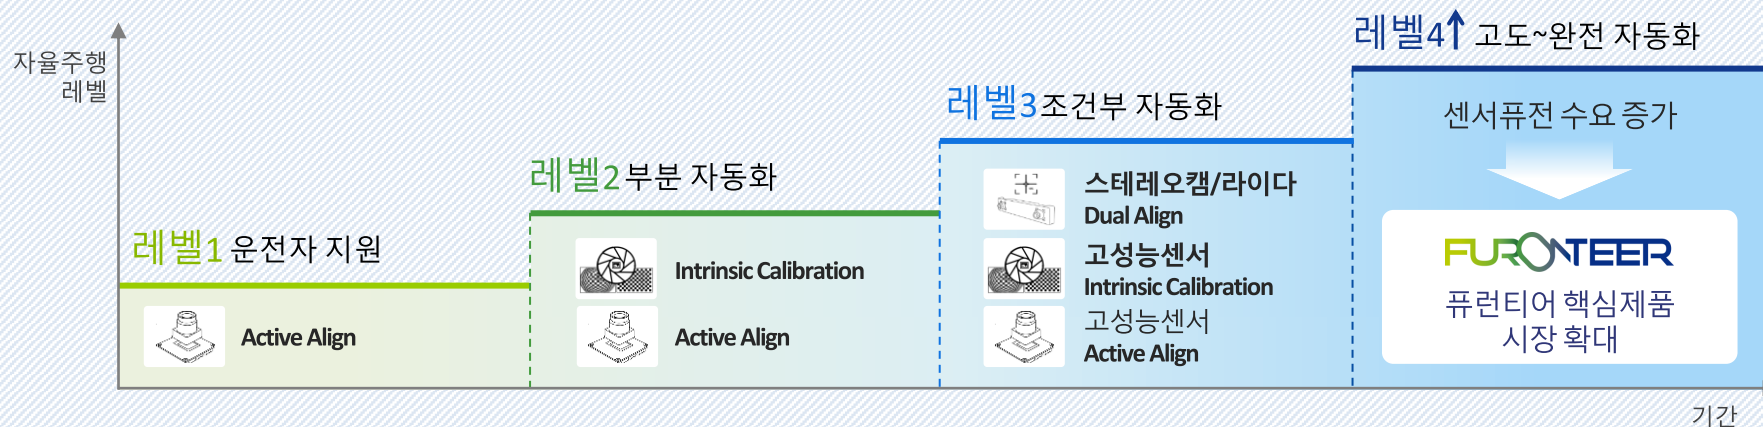 자율주행
레벨
레벨1 운전자 지원
Active Align
레벨2 부분 자동화
Intrinsic Calibration
Active Align
레벨3 조건부 자동화
스테레오캠/라이다
Dual Align
고성능센서
Intrinsic Calibration
고성능센서
Active Align
레벨4↑ 고도~완전 자동화
센서퓨전 수요 증가
FURONTEER
퓨런티어 핵심제품
시장 확대
기간